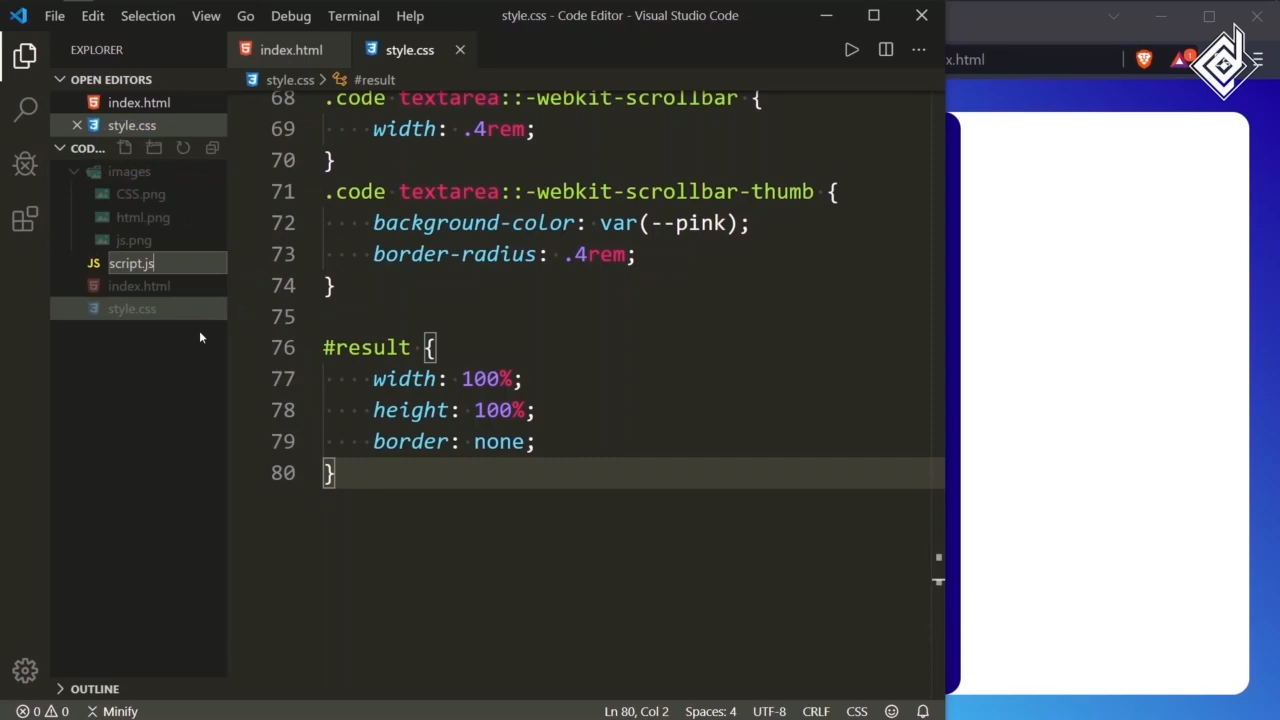 File Edit Selection View Go Debug Terminal Help style.css - Code Editor - Visual Studio Code
EXPLORER
index.html style.css
OPEN EDITORS
style.css > #result
x.html
1
index.html
style.css
COD...
images
CSS.png
html.png
js.png
JS script.js
index.html
style.css
68 .code textarea::-webkit-scrollbar {
69 width: .4rem;
70 }
71 .code textarea::-webkit-scrollbar-thumb {
72 background-color: var(--pink);
73 border-radius: .4rem;
74 }
75
76 #result {
77 width: 100%;
78 height: 100%;
79 border: none;
80 }
OUTLINE
0 0 Minify Ln 80, Col 2 Spaces: 4 UTF-8 CRLF CSS